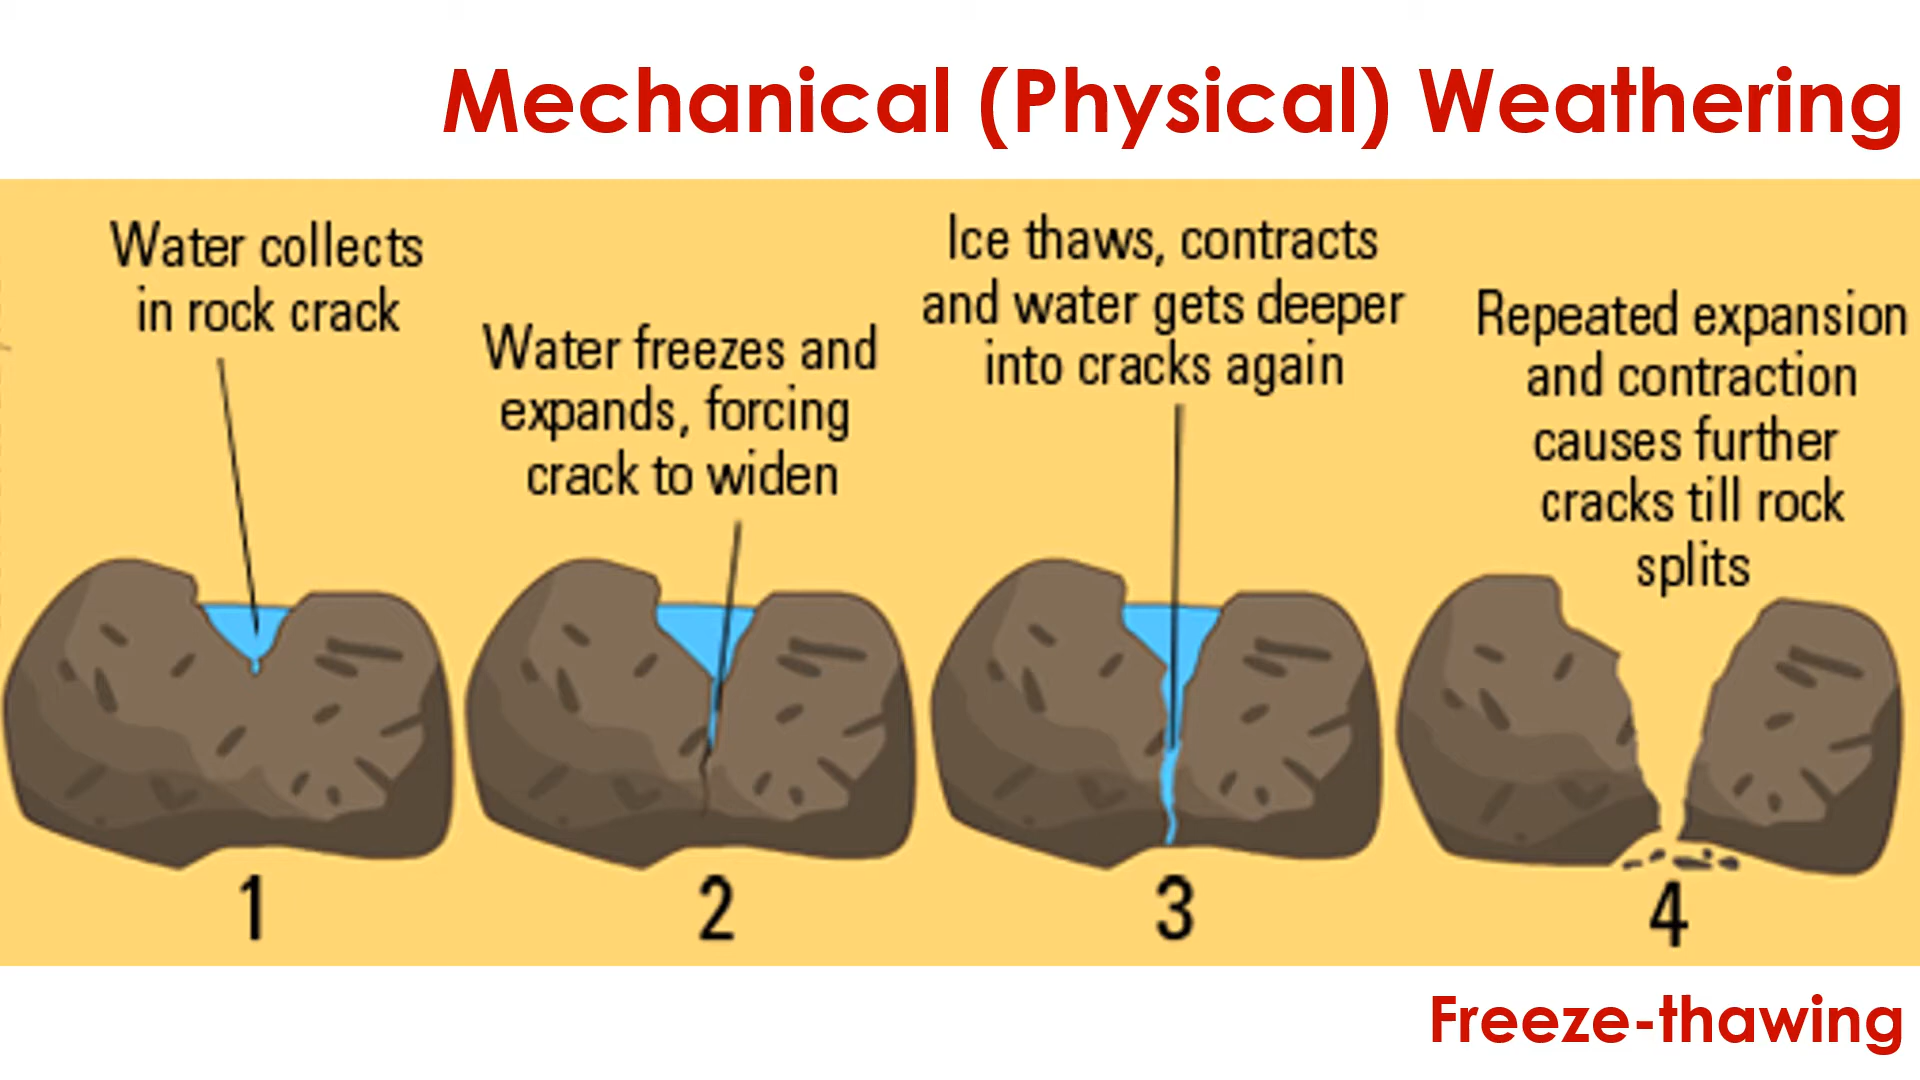 Mechanical (Physical) Weathering
Water collects
in rock crack
Water freezes and
expands, forcing
crack to widen
Ice thaws, contracts
and water gets deeper
into cracks again
Repeated expansion
and contraction
causes further
cracks till rock
splits
1
2
3
4
Freeze-thawing